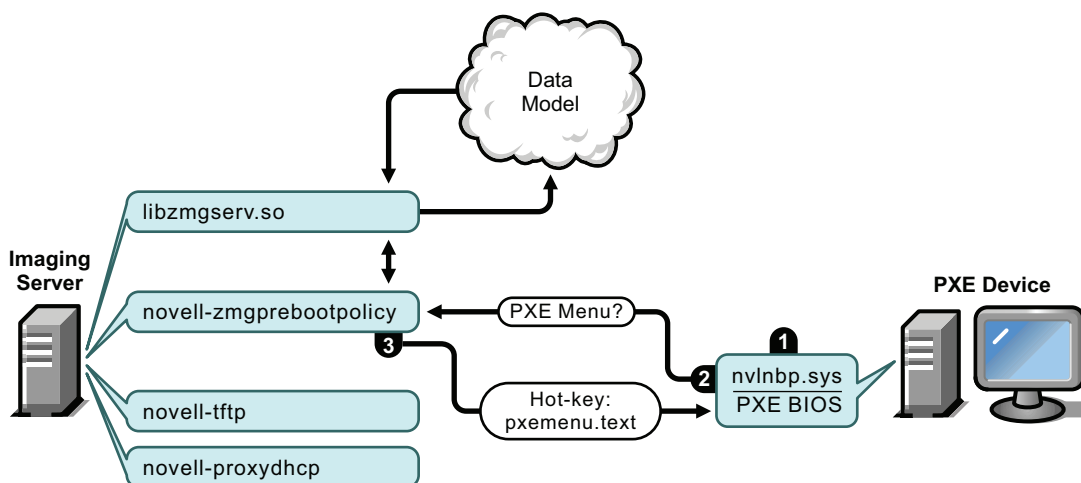 Data
Model
libzmgserv.so
Imaging
Server
novell-zmgprebootpolicy
3
PXE Menu?
PXE Device
1
2
nvlnbp.sys
PXE BIOS
Hot-key:
pxemenu.text
novell-tftp
novell-proxydhcp